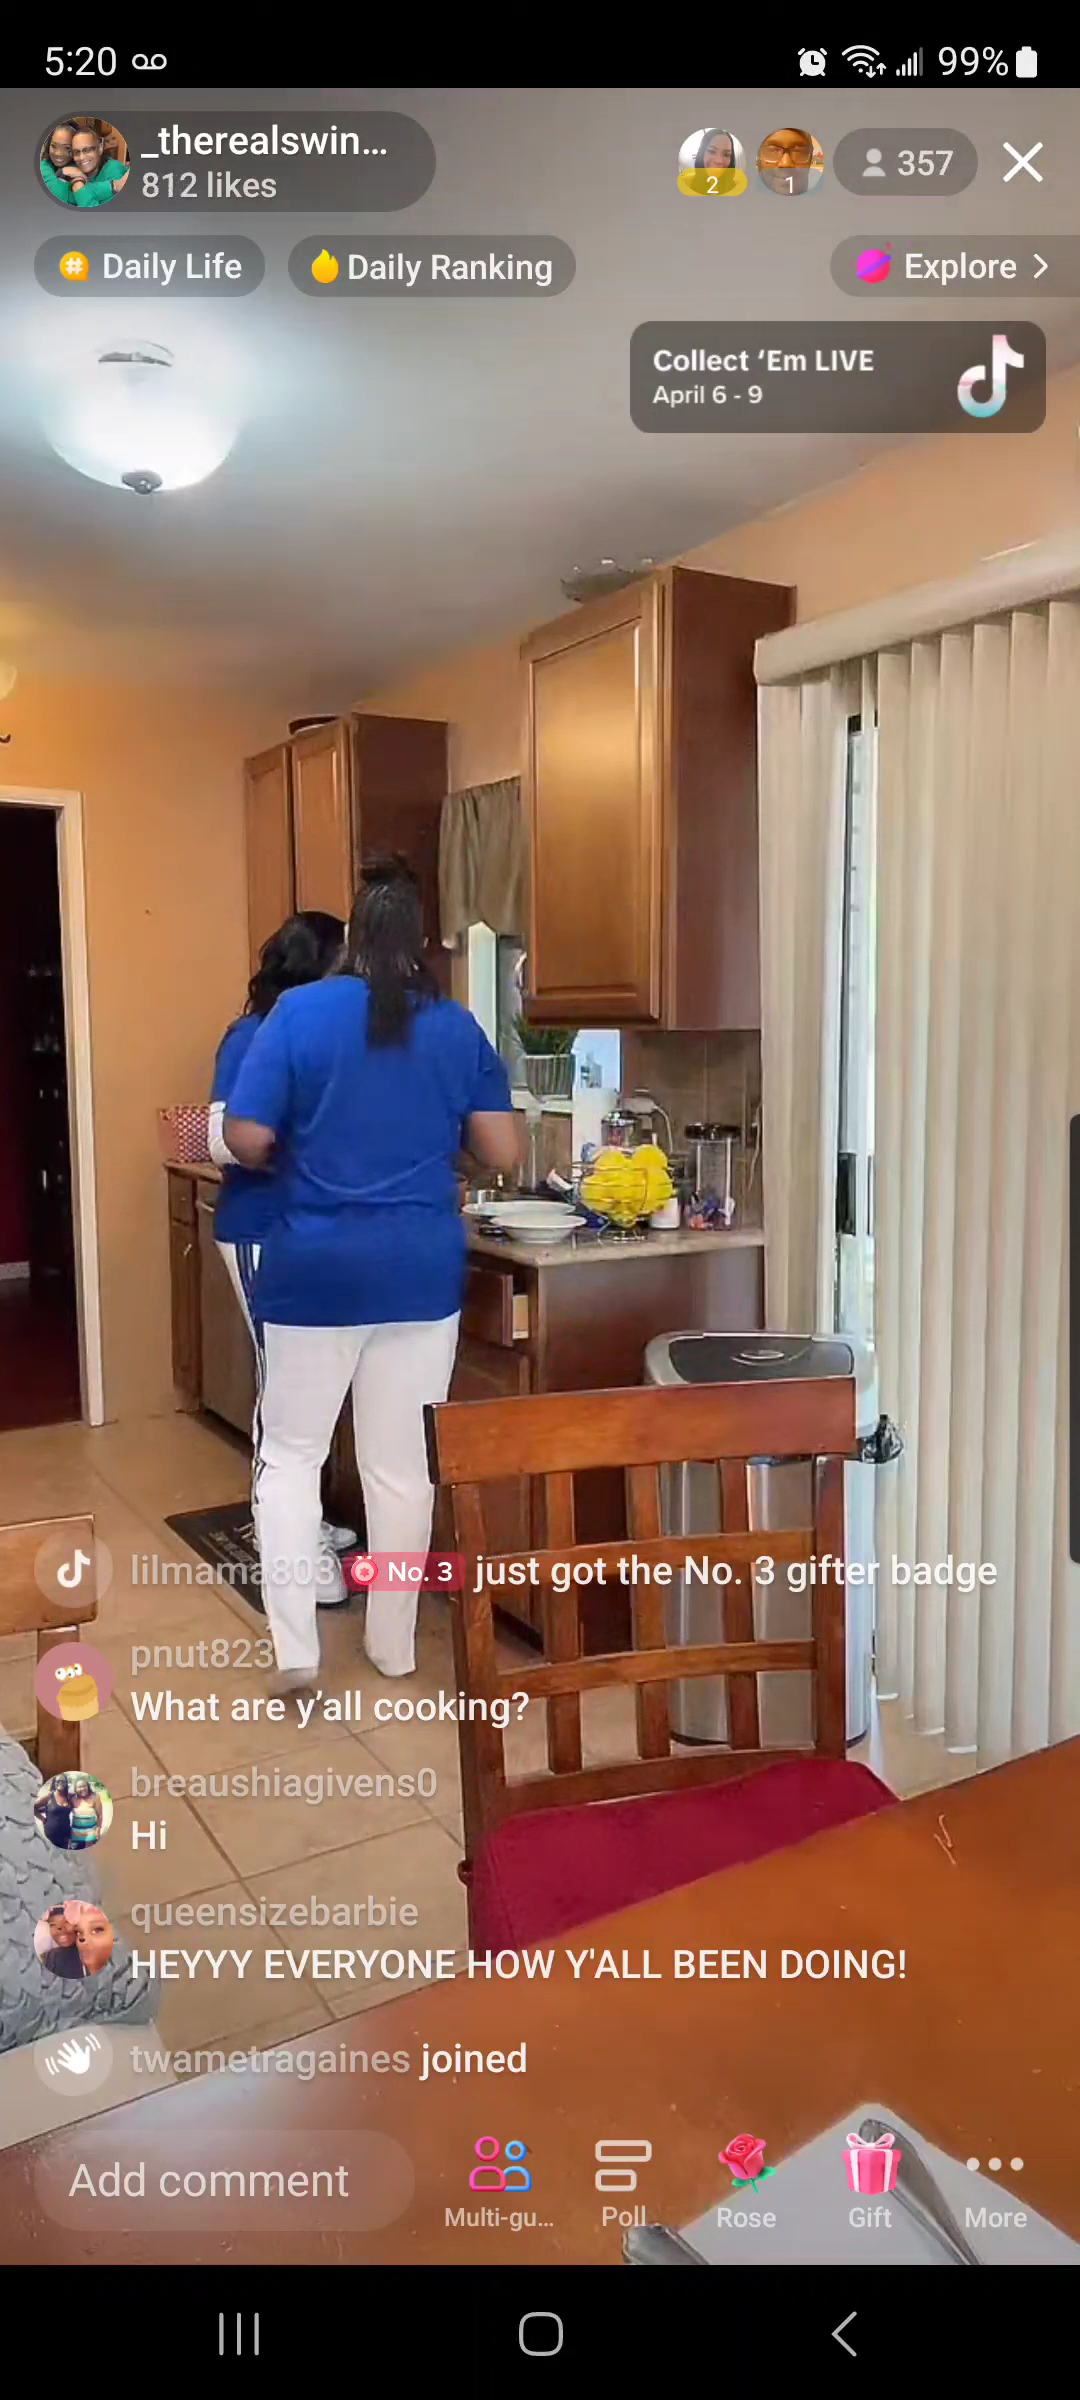 5:20
99%
_therealswin...
812 likes
2
1
357
Daily Life
Daily Ranking
Explore
Collect ‘Em LIVE
April 6 - 9
lilmama803 No. 3 just got the No. 3 gifter badge
pnut823
What are y’all cooking?
breaushiagivens0
Hi
queensizebarbie
HEYYY EVERYONE HOW Y'ALL BEEN DOING!
twametragaines joined
Add comment
Multi-gu...
Poll
Rose
Gift
More